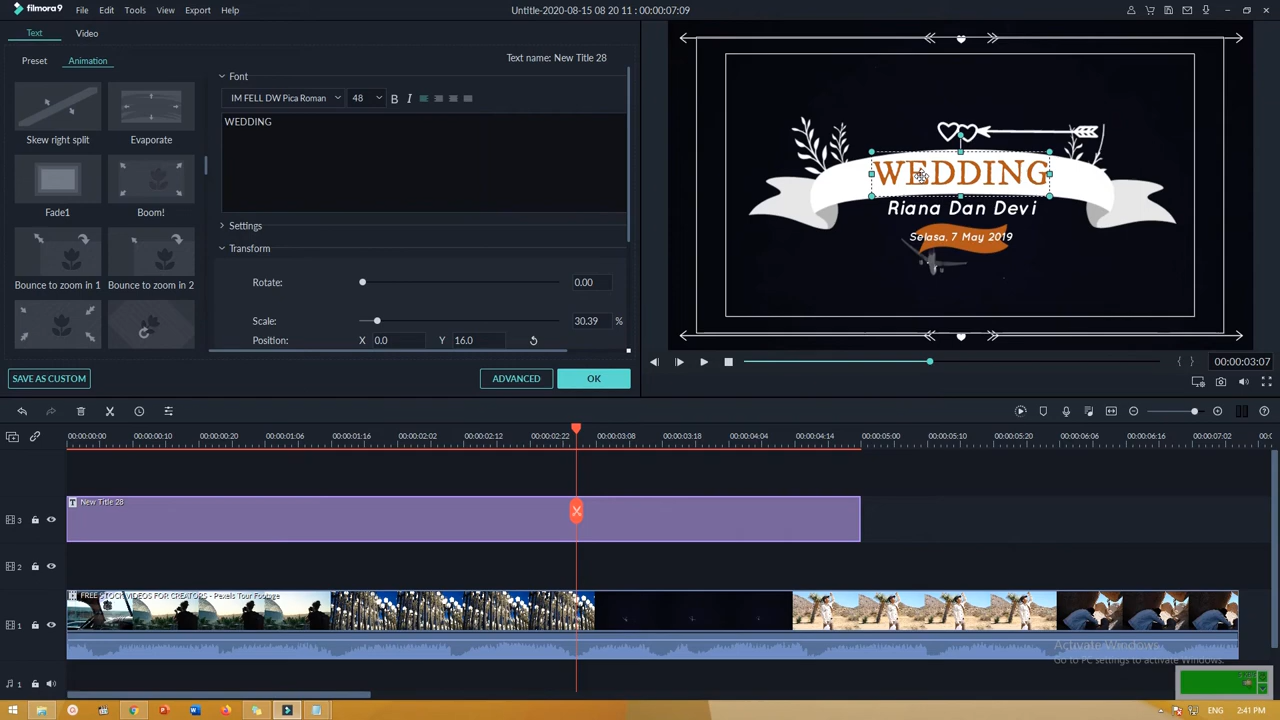 filmora9
File Edit Tools View Export Help
Untitle-2020-08-15 08 20 11 : 00:00:07:09
Text Video
Preset Animation
Text name: New Title 28
Skew right split
Evaporate
Fade1
Boom!
Bounce to zoom in 1
Bounce to zoom in 2
Font
IM FELL DW Pica Roman 48 B I
WEDDING
Settings
Transform
Rotate: 0.00
Scale: 30.39 %
Position: X 0.0 Y 16.0
SAVE AS CUSTOM
ADVANCED
OK
WEDDING
Riana Dan Devi
Selasa, 7 May 2019
{ } 00:00:03:07
00:00:00:00 00:00:00:10 00:00:00:20 00:00:01:06 00:00:01:16 00:00:02:02 00:00:02:12 00:00:02:22 00:00:03:08 00:00:03:18 00:00:04:04 00:00:04:14 00:00:05:00 00:00:05:10 00:00:05:20 00:00:06:06 00:00:06:16 00:00:07:02
T New Title 28
3
2
FREE STOCK VIDEOS FOR CREATORS - Pexels Tour Footage
1
Activate Windows
Go to PC settings to activate Windows.
1
ENG 2:41 PM